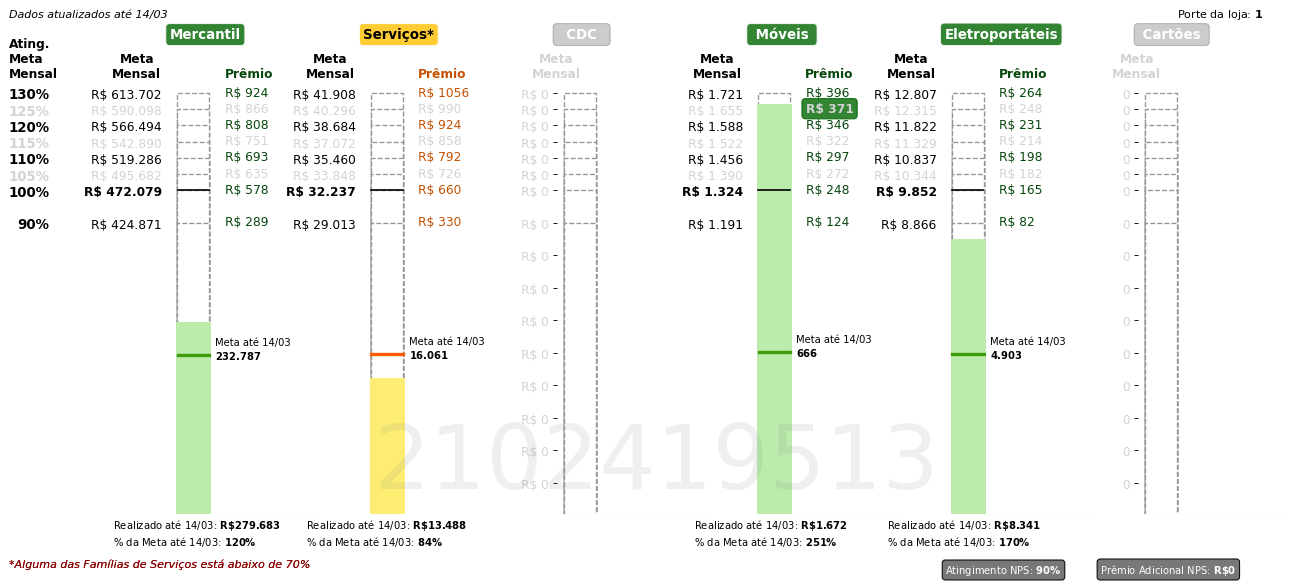 Dados atualizados até 14/03
Porte da loja: 1
Mercantil Serviços* CDC Móveis Eletroportáteis Cartões
Ating. Meta Mensal
Meta Mensal Prêmio Meta Mensal Prêmio Meta Mensal Meta Mensal Prêmio Meta Mensal Prêmio Meta Mensal
130% R$ 613.702 R$ 924 R$ 41.908 R$ 1056 R$ 0 R$ 1.721 R$ 396 R$ 12.807 R$ 264 0
125% R$ 590.098 R$ 866 R$ 40.296 R$ 990 R$ 0 R$ 1.655 R$ 371 R$ 12.315 R$ 248 0
120% R$ 566.494 R$ 808 R$ 38.684 R$ 924 R$ 0 R$ 1.588 R$ 346 R$ 11.822 R$ 231 0
115% R$ 542.890 R$ 751 R$ 37.072 R$ 858 R$ 0 R$ 1.522 R$ 322 R$ 11.329 R$ 214 0
110% R$ 519.286 R$ 693 R$ 35.460 R$ 792 R$ 0 R$ 1.456 R$ 297 R$ 10.837 R$ 198 0
105% R$ 495.682 R$ 635 R$ 33.848 R$ 726 R$ 0 R$ 1.390 R$ 272 R$ 10.344 R$ 182 0
100% R$ 472.079 R$ 578 R$ 32.237 R$ 660 R$ 0 R$ 1.324 R$ 248 R$ 9.852 R$ 165 0
90% R$ 424.871 R$ 289 R$ 29.013 R$ 330 R$ 0 R$ 1.191 R$ 124 R$ 8.866 R$ 82 0
R$ 0 0
R$ 0 0
R$ 0 0
Meta até 14/03 Meta até 14/03 Meta até 14/03 Meta até 14/03
232.787 16.061 R$ 0 666 4.903 0
R$ 0 0
R$ 0 0
R$ 0 0
2102419513
R$ 0 0
Realizado até 14/03: R$279.683 Realizado até 14/03: R$13.488 Realizado até 14/03: R$1.672 Realizado até 14/03: R$8.341
% da Meta até 14/03: 120% % da Meta até 14/03: 84% % da Meta até 14/03: 251% % da Meta até 14/03: 170%
*Alguma das Famílias de Serviços está abaixo de 70%
Atingimento NPS: 90% Prêmio Adicional NPS: R$0